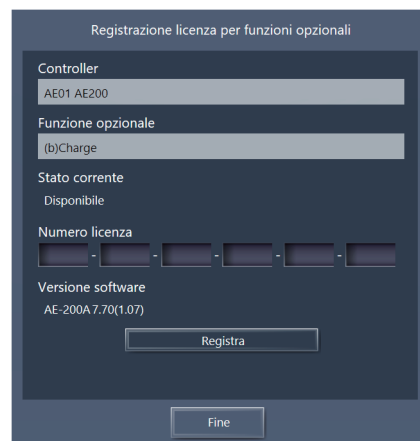 Registrazione licenza per funzioni opzionali
Controller
AE01 AE200
Funzione opzionale
(b)Charge
Stato corrente
Disponibile
Numero licenza
- - - - -
Versione software
AE-200A 7.70(1.07)
Registra
Fine